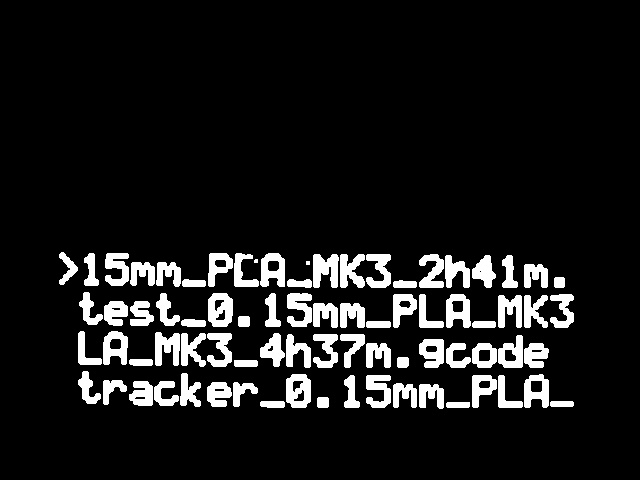 >15mm_PLA_MK3_2h41m.
test_0.15mm_PLA_MK3
LA_MK3_4h37m.gcode
tracker_0.15mm_PLA_